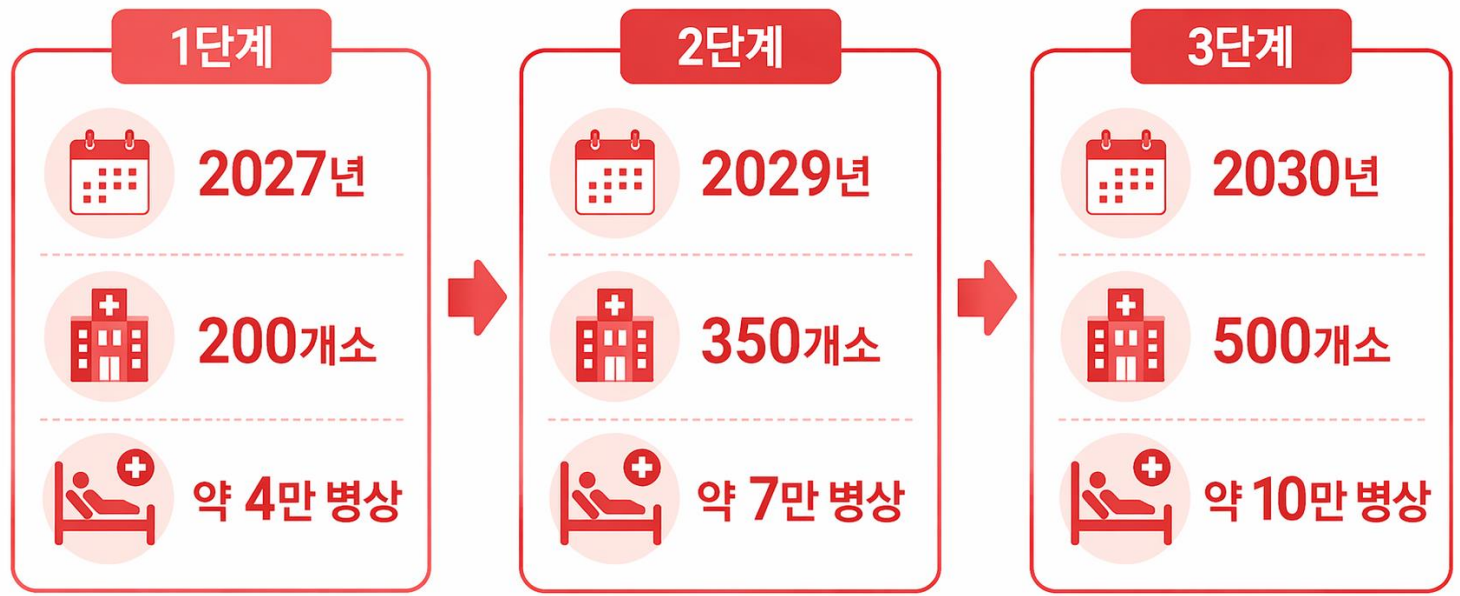 1단계
2027년
200개소
약 4만 병상
2단계
2029년
350개소
약 7만 병상
3단계
2030년
500개소
약 10만 병상